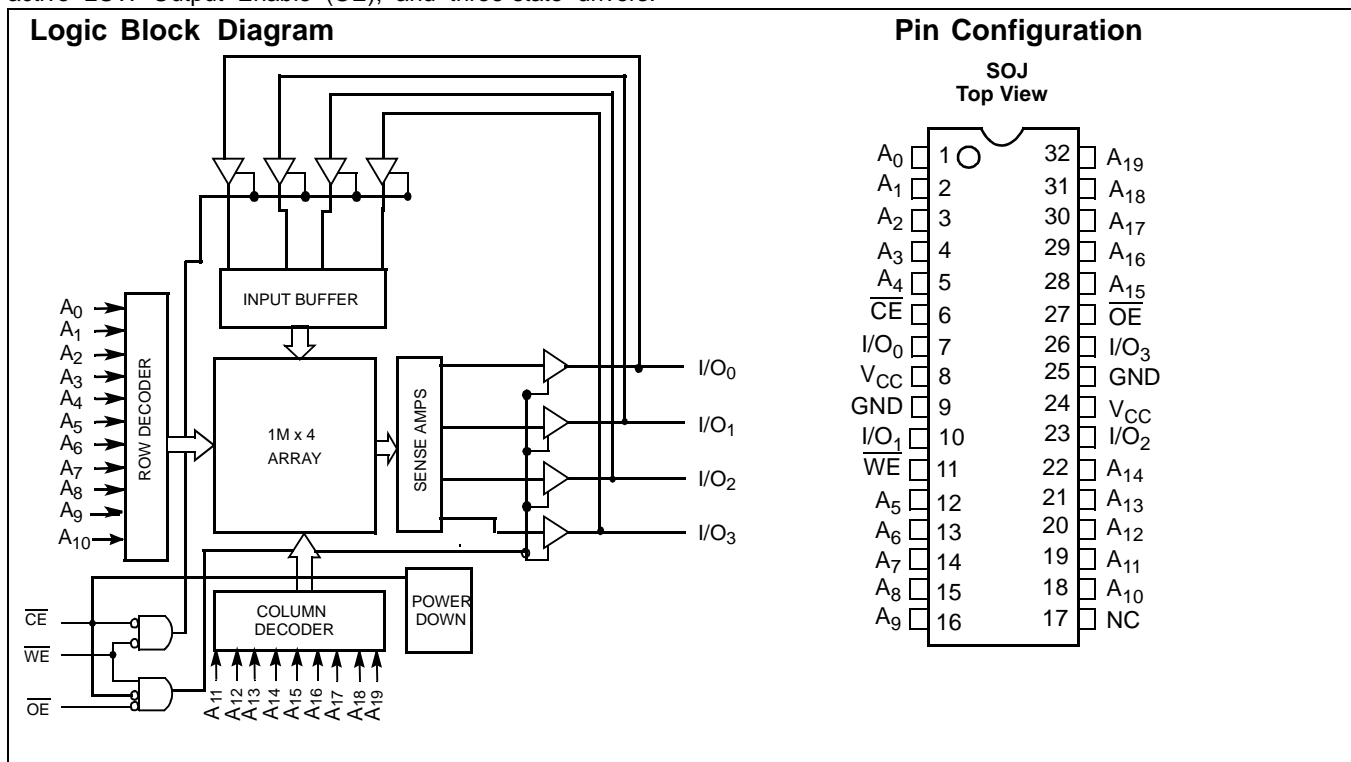 active LOW Output Enable (OE), and three-state drivers.
Logic Block Diagram
INPUT BUFFER
A0
A1
A2
A3
A4
A5
A6
A7
A8
A9
A10
ROW DECODER
1M x 4
ARRAY
SENSE AMPS
I/O0
I/O1
I/O2
I/O3
COLUMN
DECODER
POWER
DOWN
CE
WE
OE
A11
A12
A13
A14
A15
A16
A17
A18
A19
Pin Configuration
SOJ
Top View
A0 1 32 A19
A1 2 31 A18
A2 3 30 A17
A3 4 29 A16
A4 5 28 A15
CE 6 27 OE
I/O0 7 26 I/O3
VCC 8 25 GND
GND 9 24 VCC
I/O1 10 23 I/O2
WE 11 22 A14
A5 12 21 A13
A6 13 20 A12
A7 14 19 A11
A8 15 18 A10
A9 16 17 NC